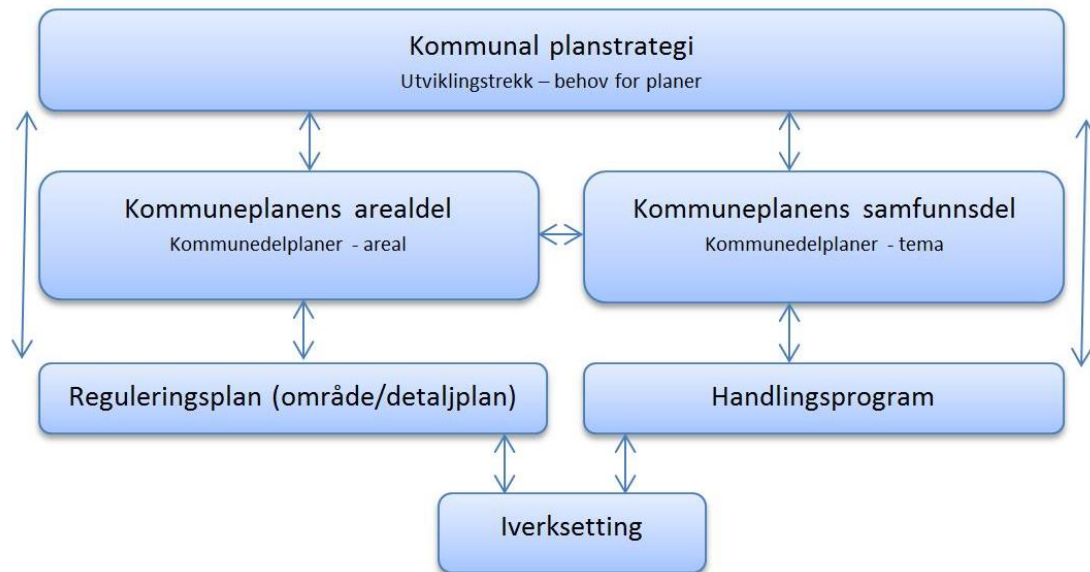 Kommunal planstrategi
Utviklingstrekk – behov for planer
Kommuneplanens arealdel
Kommunedelplaner - areal
Kommuneplanens samfunnsdel
Kommunedelplaner - tema
Reguleringsplan (område/detaljplan)
Handlingsprogram
Iverksetting